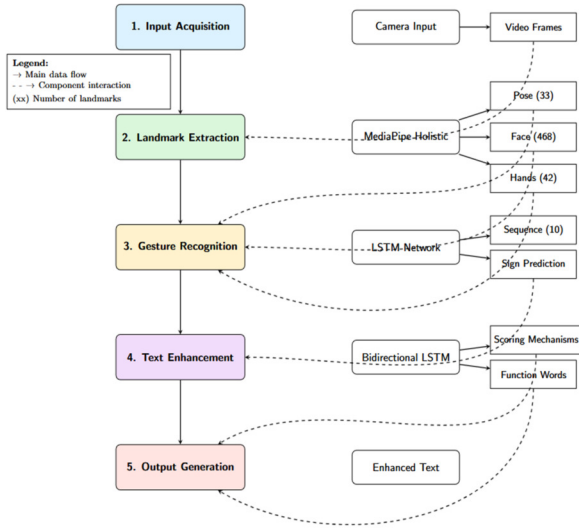 1. Input Acquisition
Camera Input
Video Frames
Legend:
→ Main data flow
- - → Component interaction
(xx) Number of landmarks
Pose (33)
2. Landmark Extraction
MediaPipe Holistic
Face (468)
Hands (42)
Sequence (10)
3. Gesture Recognition
LSTM Network
Sign Prediction
Scoring Mechanisms
4. Text Enhancement
Bidirectional LSTM
Function Words
5. Output Generation
Enhanced Text